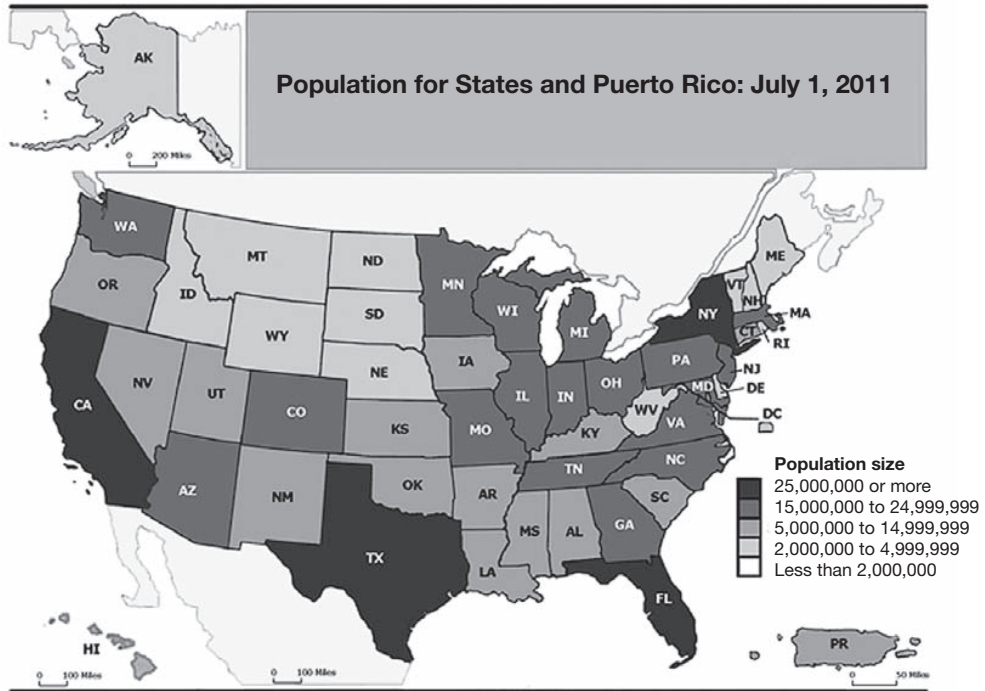 AK
200 Miles
0
Population for States and Puerto Rico: July 1, 2011
WA
MT
ND
MN
ME
OR
ID
SD
WI
VT
NH
NY
MA
WY
MI
CT
RI
IA
PA
NJ
NV
NE
OH
MD
DE
CA
UT
CO
IL
IN
WV
DC
KS
MO
KY
VA
AZ
NM
OK
AR
TN
NC
SC
MS
AL
GA
TX
LA
FL
HI
PR
0 100 Miles
0 100 Miles
0 50 Miles
Population size
25,000,000 or more
15,000,000 to 24,999,999
5,000,000 to 14,999,999
2,000,000 to 4,999,999
Less than 2,000,000